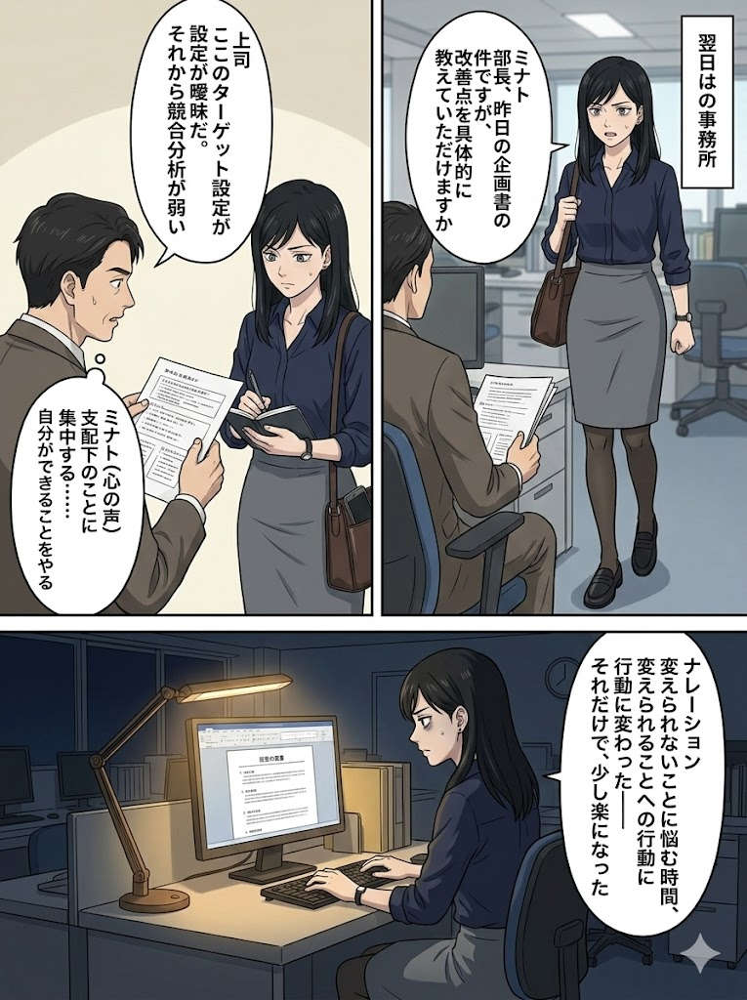 翌日はの事務所
ミナト
部長、昨日の企画書の
件ですが、
改善点を具体的に
教えていただけますか
上司
ここのターゲット設定が
設定が曖昧だ。
それから競合分析が弱い
ミナト(心の声)
支配下のことに
集中する……
自分ができることをやる
ナレーション
変えられないことに悩む時間、
変えられることへの行動に
行動に変わった――
それだけで、少し楽になった